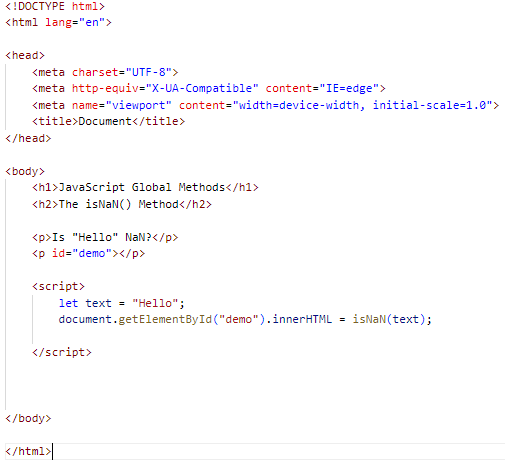 <!DOCTYPE html>
<html lang="en">
<head>
<meta charset="UTF-8">
<meta http-equiv="X-UA-Compatible" content="IE=edge">
<meta name="viewport" content="width=device-width, initial-scale=1.0">
<title>Document</title>
</head>
<body>
<h1>JavaScript Global Methods</h1>
<h2>The isNaN() Method</h2>
<p>Is "Hello" NaN?</p>
<p id="demo"></p>
<script>
let text = "Hello";
document.getElementById("demo").innerHTML = isNaN(text);
</script>
</body>
</html>